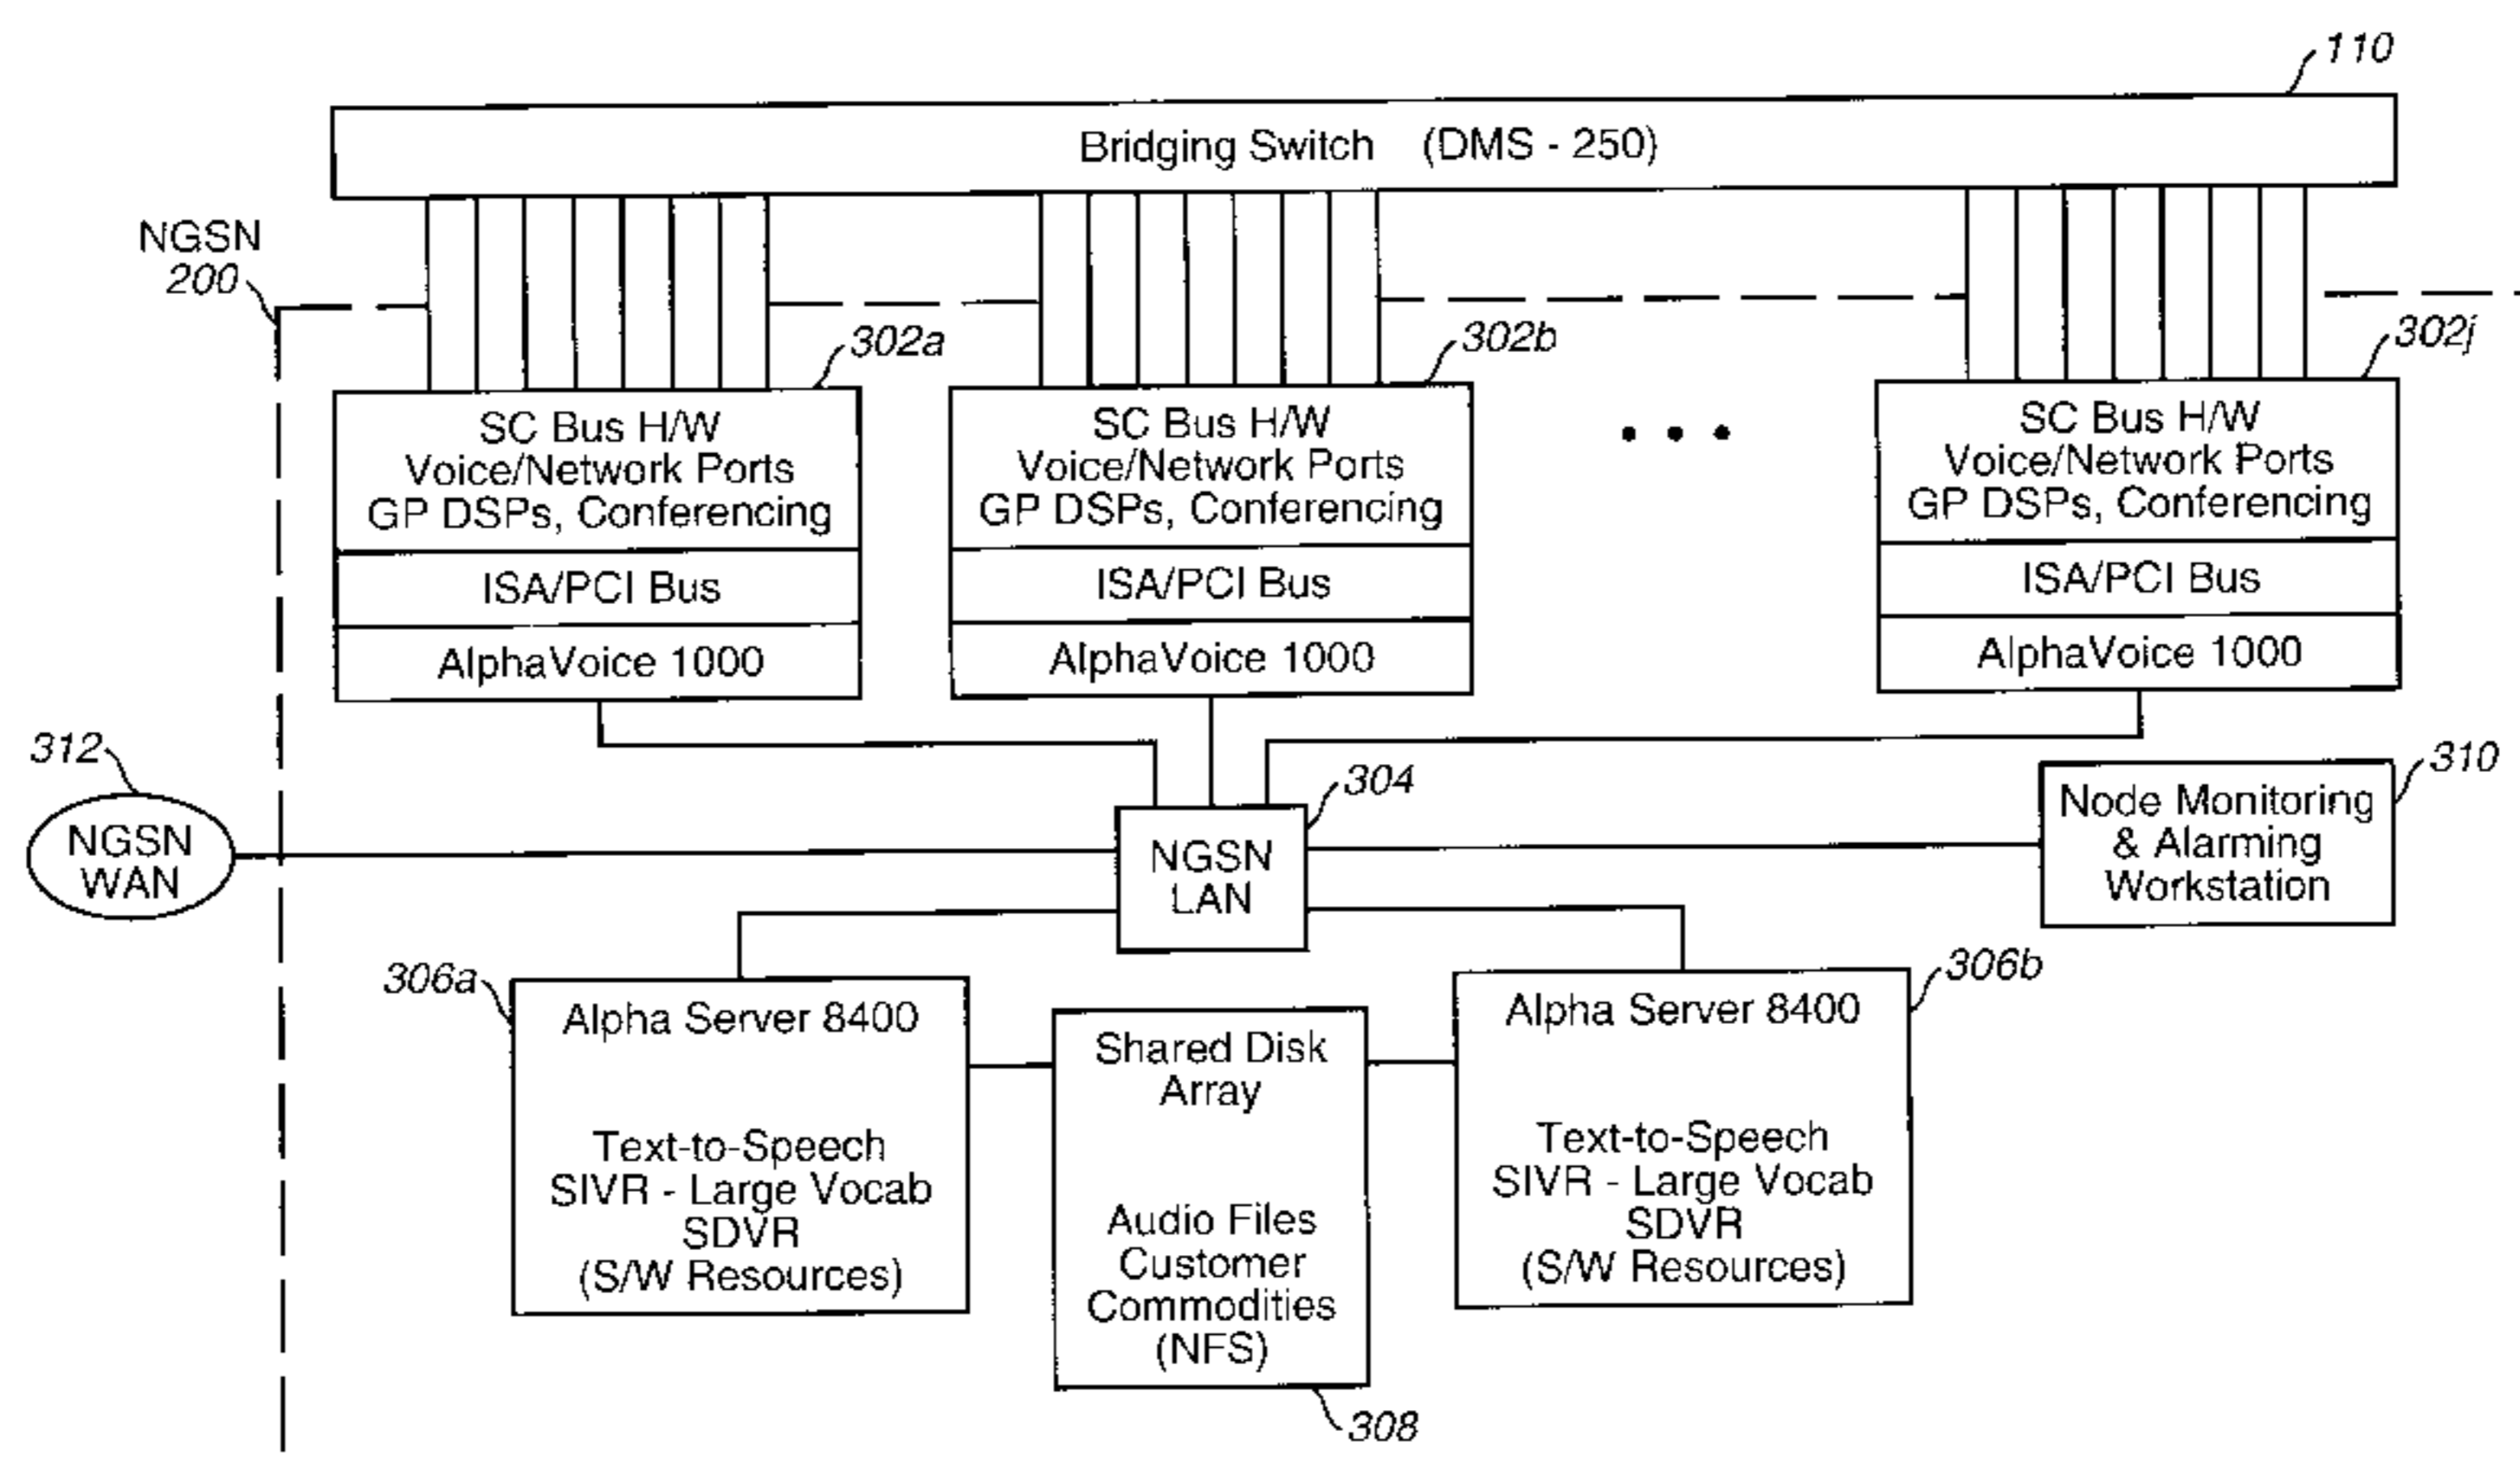 110
Bridging Switch (DMS - 250)
NGSN
200
302a
302b
302j
SC Bus H/W
Voice/Network Ports
GP DSPs, Conferencing
ISA/PCI Bus
AlphaVoice 1000
SC Bus H/W
Voice/Network Ports
GP DSPs, Conferencing
ISA/PCI Bus
AlphaVoice 1000
SC Bus H/W
Voice/Network Ports
GP DSPs, Conferencing
ISA/PCI Bus
AlphaVoice 1000
312
NGSN
WAN
304
NGSN
LAN
310
Node Monitoring
& Alarming
Workstation
306a
Alpha Server 8400
Text-to-Speech
SIVR - Large Vocab
SDVR
(S/W Resources)
Shared Disk
Array
Audio Files
Customer
Commodities
(NFS)
308
306b
Alpha Server 8400
Text-to-Speech
SIVR - Large Vocab
SDVR
(S/W Resources)